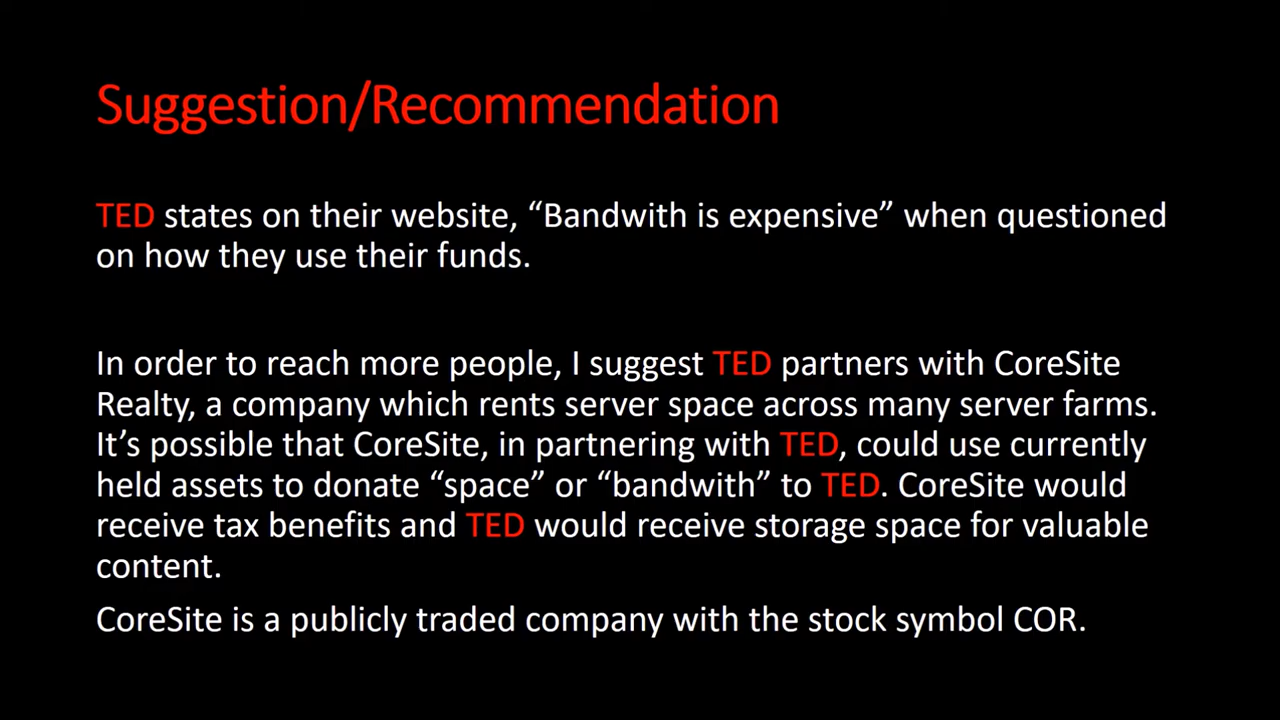 Suggestion/Recommendation
TED states on their website, “Bandwith is expensive” when questioned
on how they use their funds.
In order to reach more people, I suggest TED partners with CoreSite
Realty, a company which rents server space across many server farms.
It’s possible that CoreSite, in partnering with TED, could use currently
held assets to donate “space” or “bandwith” to TED. CoreSite would
receive tax benefits and TED would receive storage space for valuable
content.
CoreSite is a publicly traded company with the stock symbol COR.